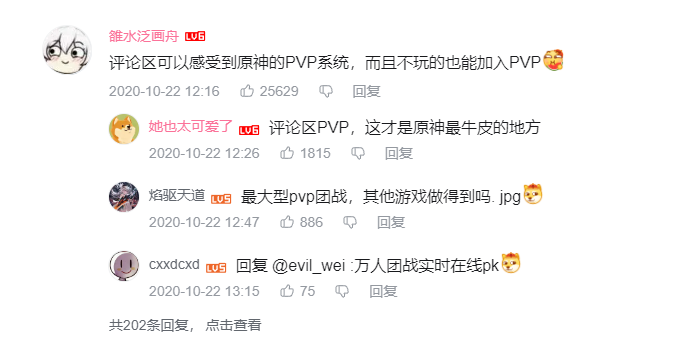 雒水泛画舟 LV5
评论区可以感受到原神的PVP系统，而且不玩的也能加入PVP
2020-10-22 12:16 25629 回复
她也太可爱了 LV6 评论区PVP，这才是原神最牛皮的地方
2020-10-22 12:26 1815 回复
焰驱天道 LV5 最大型pvp团战，其他游戏做得到吗. jpg
2020-10-22 12:47 886 回复
cxxdcxd LV5 回复 @evil_wei :万人团战实时在线pk
2020-10-22 13:15 75 回复
共202条回复，点击查看